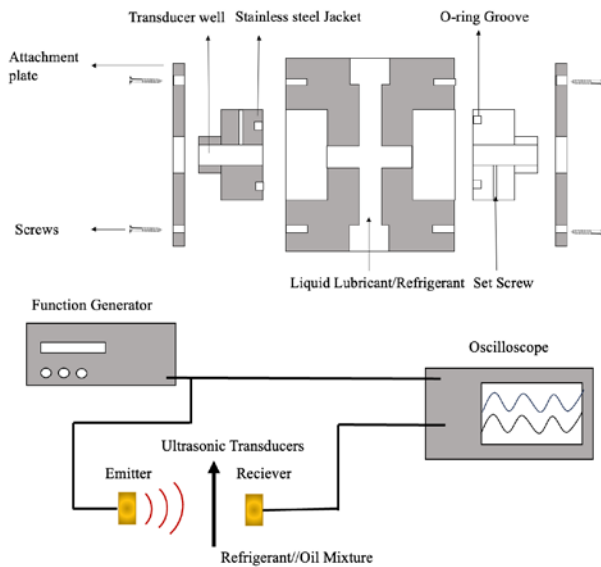 Transducer well
Stainless steel Jacket
O-ring Groove
Attachment
plate
Screws
Liquid Lubricant/Refrigerant
Set Screw
Function Generator
Oscilloscope
Ultrasonic Transducers
Emitter
Reciever
Refrigerant//Oil Mixture